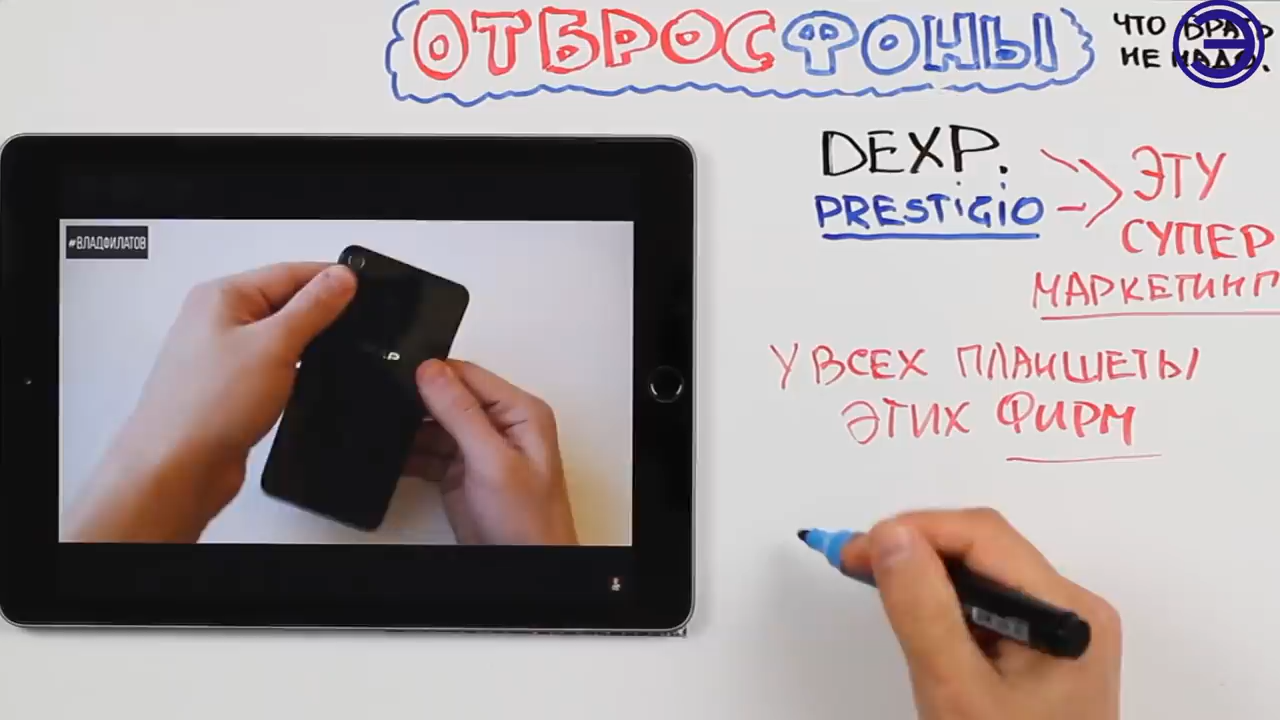 ОТБРОСФОНЫ
ЧТО БРАТЬ
НЕ НАДО.
Э
#ВЛАДФИЛАТОВ
DEXP.
PRESTIGIO
ЭТУ
СУПЕР
МАРКЕТИНГ
У ВСЕХ ПЛАНШЕТЫ
ЭТИХ ФИРМ